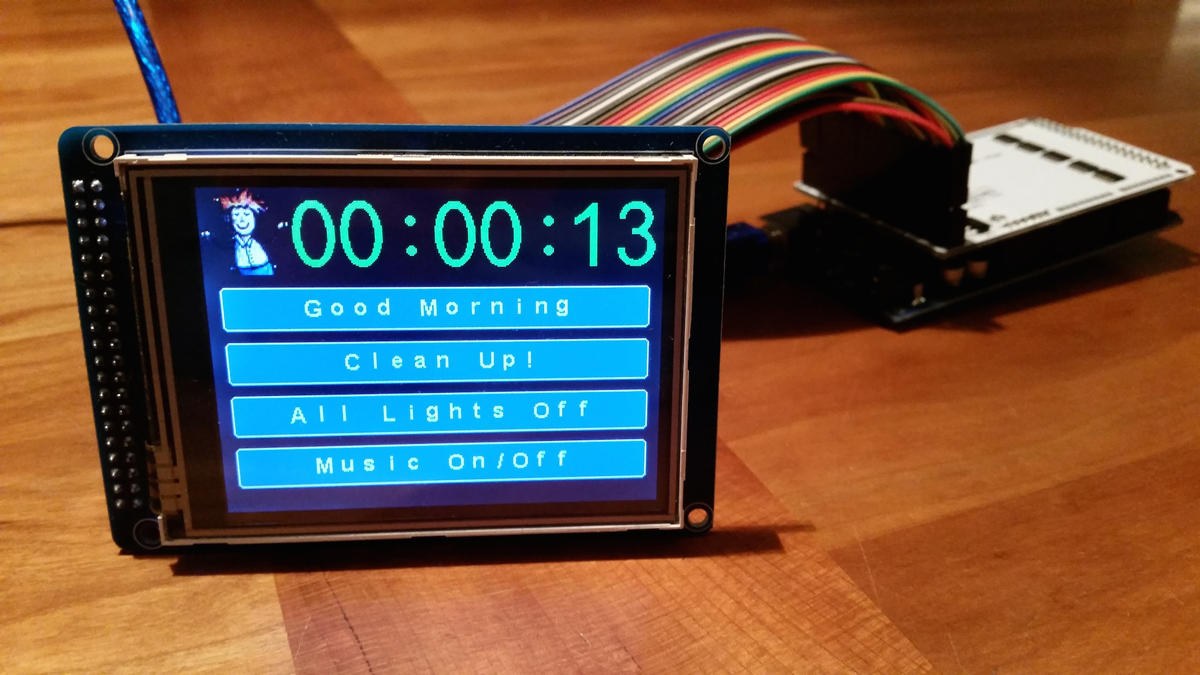 00:00:13
Good Morning
Clean Up!
All Lights Off
Music On/Off